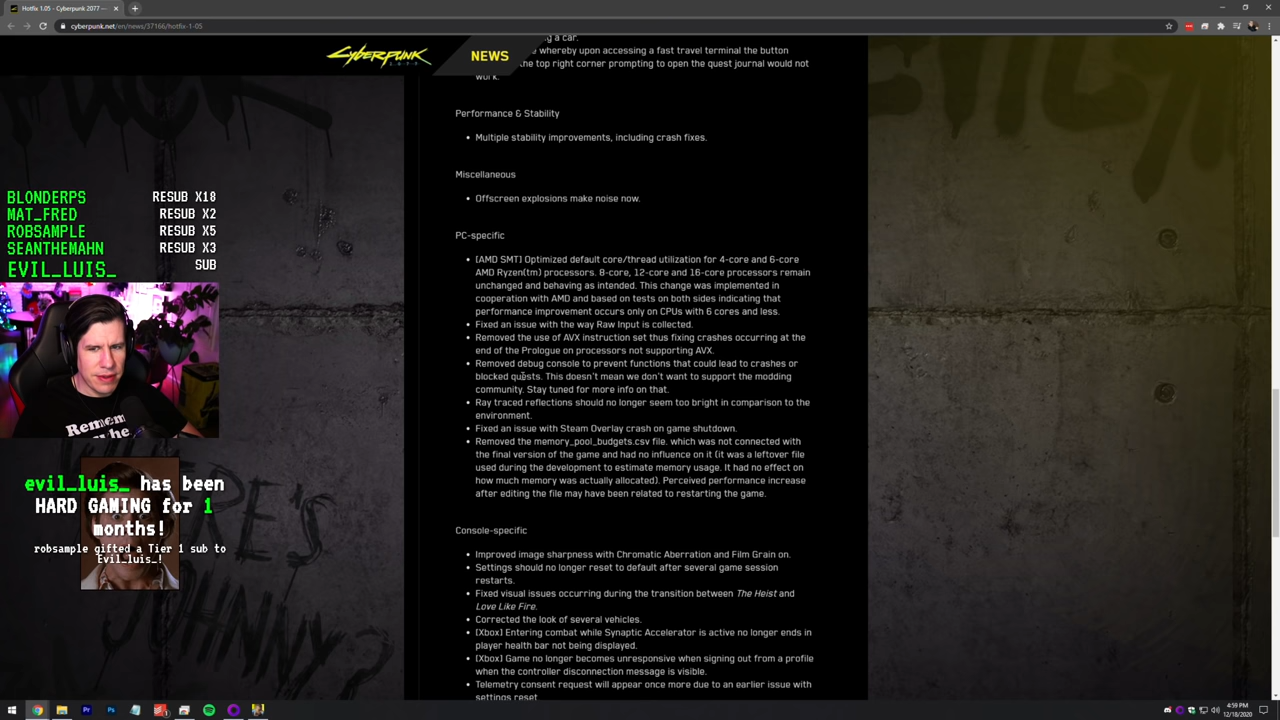 Hotfix 1.05 — Cyberpunk 2077 —
cyberpunk.net/en/news/37166/hotfix-1-05
CYBERPUNK
2077
NEWS
g a car.
e whereby upon accessing a fast travel terminal the button
the top right corner prompting to open the quest journal would not
work.
Performance & Stability
• Multiple stability improvements, including crash fixes.
Miscellaneous
• Offscreen explosions make noise now.
PC-specific
• [AMD SMT] Optimized default core/thread utilization for 4-core and 6-core
AMD Ryzen(tm) processors. 8-core, 12-core and 16-core processors remain
unchanged and behaving as intended. This change was implemented in
cooperation with AMD and based on tests on both sides indicating that
performance improvement occurs only on CPUs with 6 cores and less.
• Fixed an issue with the way Raw Input is collected.
• Removed the use of AVX instruction set thus fixing crashes occurring at the
end of the Prologue on processors not supporting AVX.
• Removed debug console to prevent functions that could lead to crashes or
blocked quests. This doesn't mean we don't want to support the modding
community. Stay tuned for more info on that.
• Ray traced reflections should no longer seem too bright in comparison to the
environment.
• Fixed an issue with Steam Overlay crash on game shutdown.
• Removed the memory_pool_budgets.csv file. which was not connected with
the final version of the game and had no influence on it (it was a leftover file
used during the development to estimate memory usage. It had no effect on
how much memory was actually allocated). Perceived performance increase
after editing the file may have been related to restarting the game.
Console-specific
• Improved image sharpness with Chromatic Aberration and Film Grain on.
• Settings should no longer reset to default after several game session
restarts.
• Fixed visual issues occurring during the transition between The Heist and
Love Like Fire.
• Corrected the look of several vehicles.
• [Xbox] Entering combat while Synaptic Accelerator is active no longer ends in
player health bar not being displayed.
• [Xbox] Game no longer becomes unresponsive when signing out from a profile
when the controller disconnection message is visible.
• Telemetry consent request will appear once more due to an earlier issue with
settings reset
BLONDERPS RESUB X18
MAT_FRED RESUB X2
ROBSAMPLE RESUB X5
SEANTHEMAHN RESUB X3
EVIL_LUIS_ SUB
Remem
Cthu
evil_luis_ has been
HARD GAMING for 1
months!
robsample gifted a Tier 1 sub to
Evil_luis_!
4:59 PM
12/18/2020